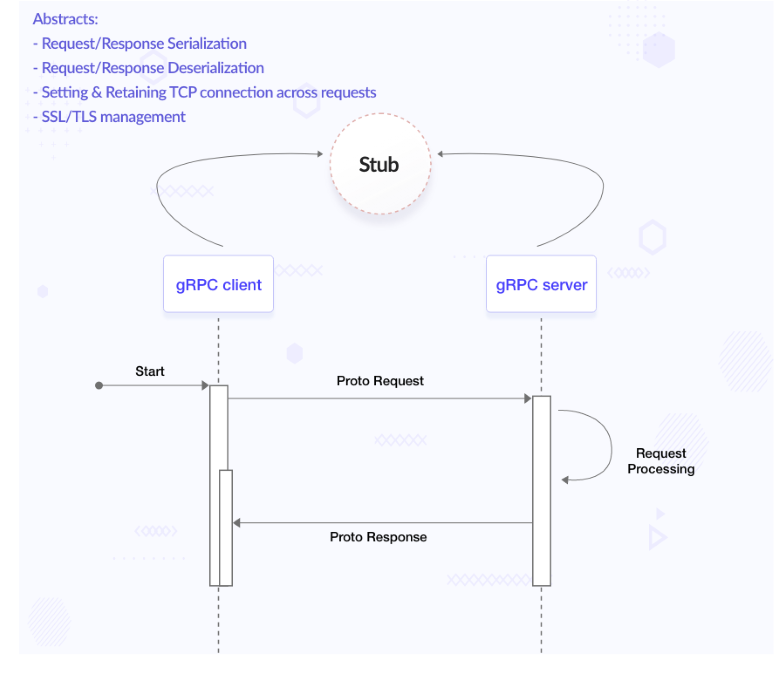 Abstracts:
- Request/Response Serialization
- Request/Response Deserialization
- Setting & Retaining TCP connection across requests
- SSL/TLS management
Stub
gRPC client
gRPC server
Start
Proto Request
Request
Processing
Proto Response